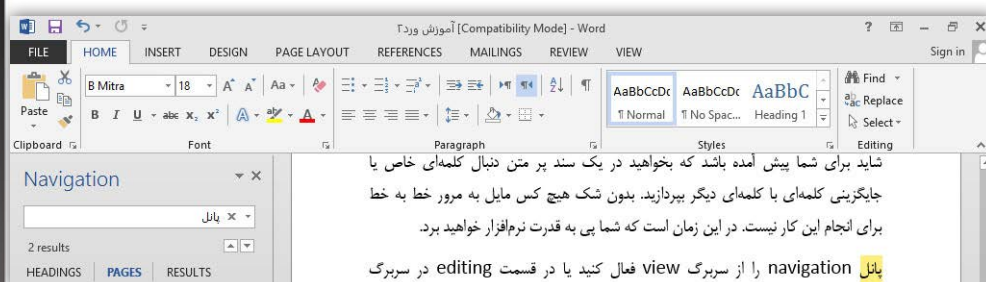 آموزش ورد۲ [Compatibility Mode] - Word
FILE HOME INSERT DESIGN PAGE LAYOUT REFERENCES MAILINGS REVIEW VIEW Sign in
B Mitra 18 Aa Find
Paste B I U abc X₂ X² A ab A AaBbCcDc AaBbCcDc AaBbC Replace
¶ Normal ¶ No Spac... Heading 1 Select
Clipboard Font Paragraph Styles Editing
Navigation
پانل
2 results
HEADINGS PAGES RESULTS
شاید برای شما پیش آمده باشد که بخواهید در یک سند پر متن دنبال کلمه‌ای خاص یا
جایگزینی کلمه‌ای با کلمه‌ای دیگر بپردازید. بدون شک هیچ کس مایل به مرور خط به خط
برای انجام این کار نیست. در این زمان است که شما پی به قدرت نرم‌افزار خواهید برد.
پانل navigation را از سربرگ view فعال کنید یا در قسمت editing در سربرگ